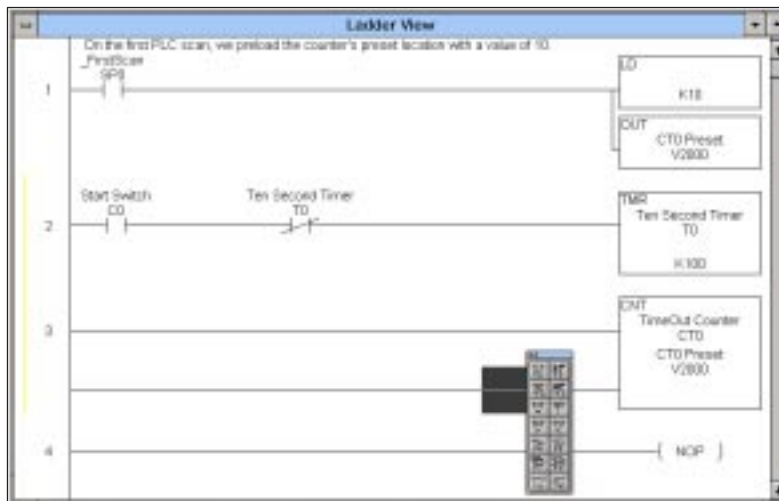 Ladder View
On the first PLC scan, we preload the counter's preset location with a value of 10.
_FirstScan
SP0
1
LD
K10
OUT
CT0 Preset
V2000
Start Switch
C0
Ten Second Timer
T0
2
TMR
Ten Second Timer
T0
K100
3
CNT
TimeOut Counter
CT0
CT0 Preset
V2000
4
NOP